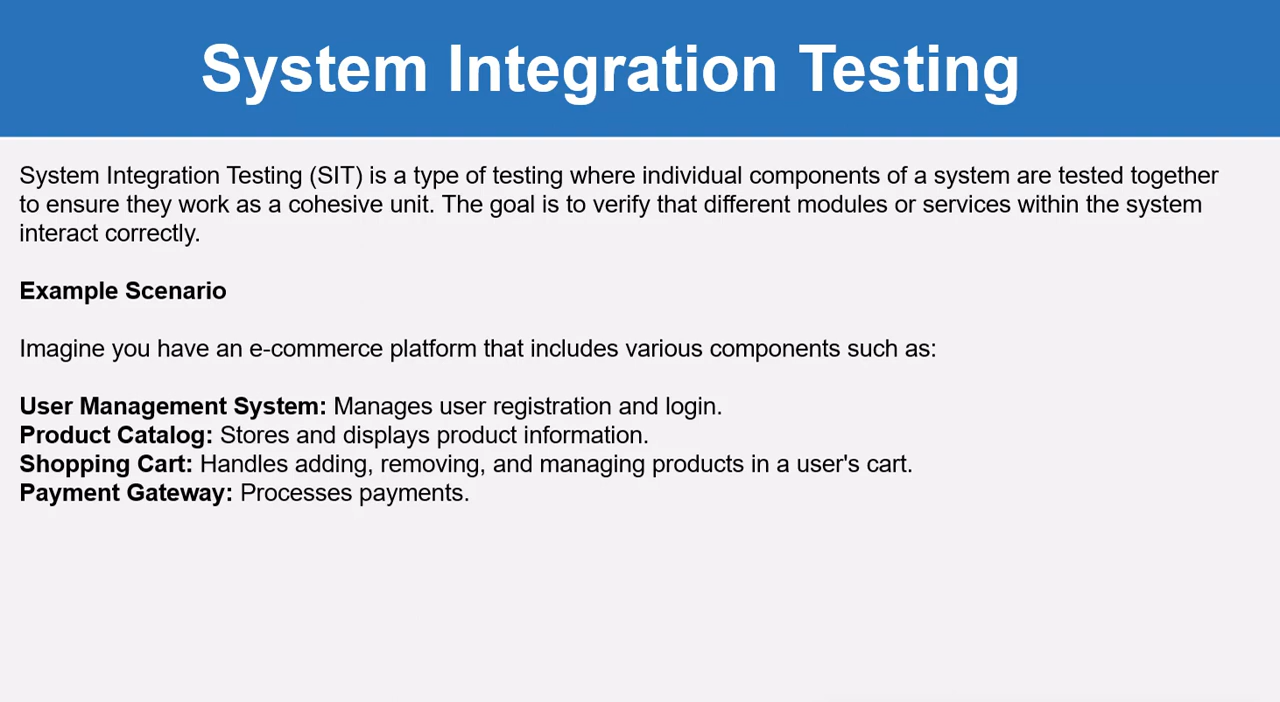 System Integration Testing
System Integration Testing (SIT) is a type of testing where individual components of a system are tested together
to ensure they work as a cohesive unit. The goal is to verify that different modules or services within the system
interact correctly.
Example Scenario
Imagine you have an e-commerce platform that includes various components such as:
User Management System: Manages user registration and login.
Product Catalog: Stores and displays product information.
Shopping Cart: Handles adding, removing, and managing products in a user's cart.
Payment Gateway: Processes payments.